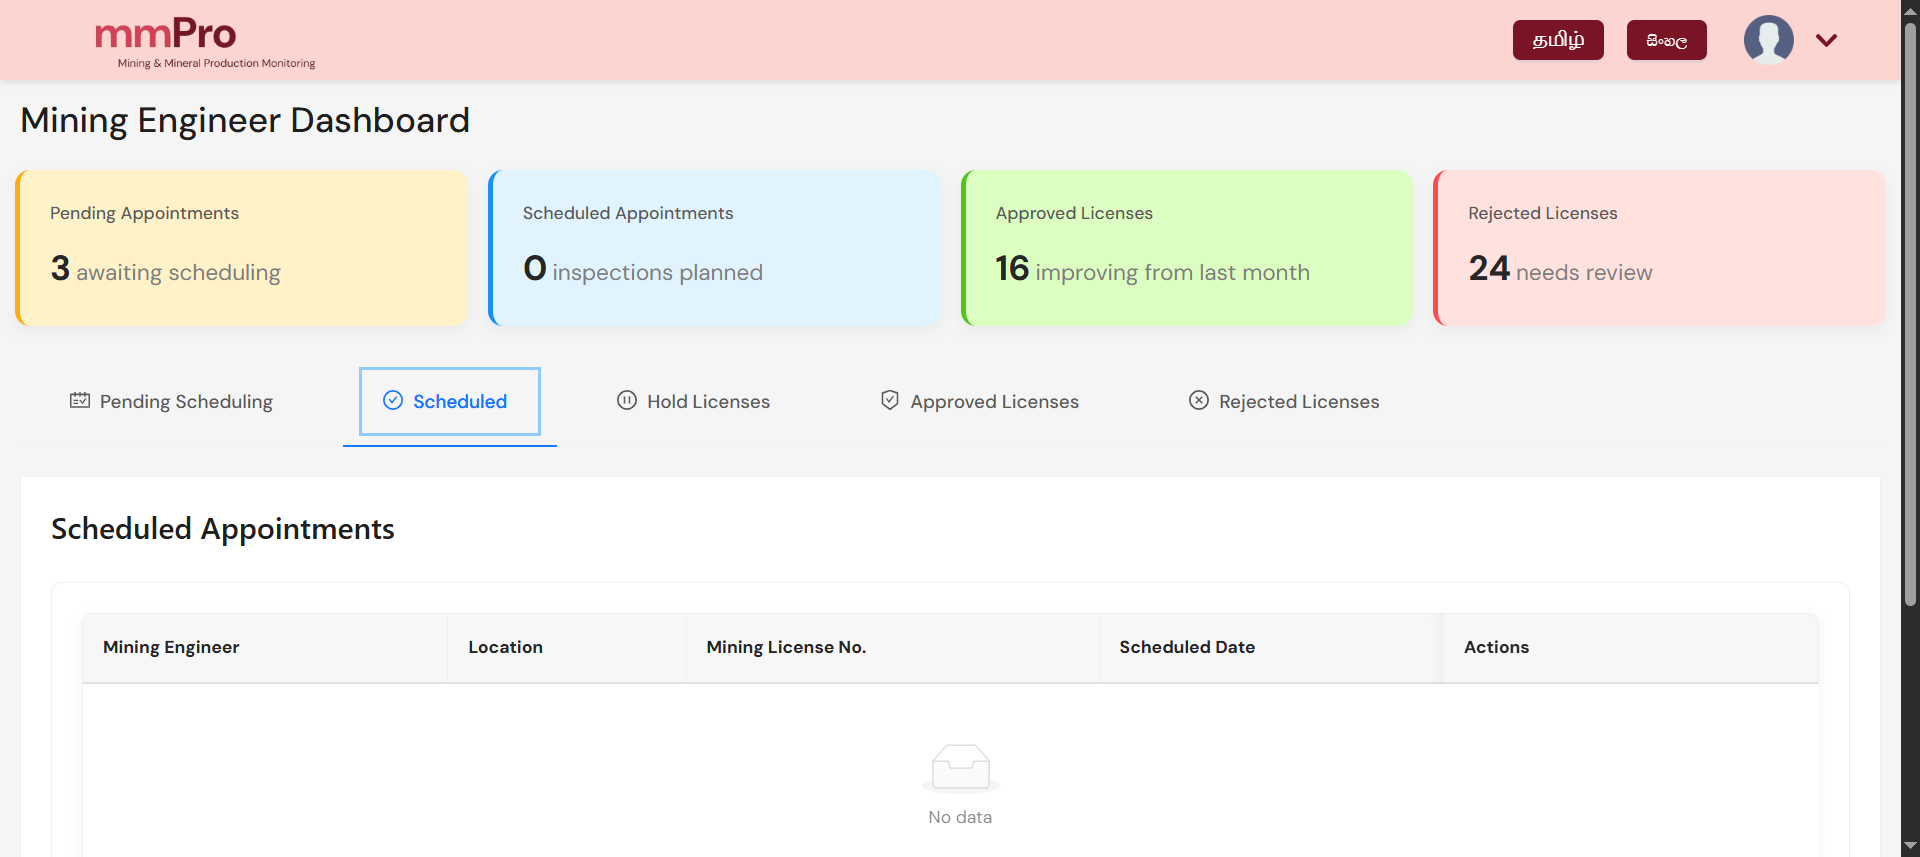 mmPro
Mining & Mineral Production Monitoring
தமிழ்
සිංහල
Mining Engineer Dashboard
Pending Appointments
3 awaiting scheduling
Scheduled Appointments
0 inspections planned
Approved Licenses
16 improving from last month
Rejected Licenses
24 needs review
Pending Scheduling
Scheduled
Hold Licenses
Approved Licenses
Rejected Licenses
Scheduled Appointments
Mining Engineer
Location
Mining License No.
Scheduled Date
Actions
No data